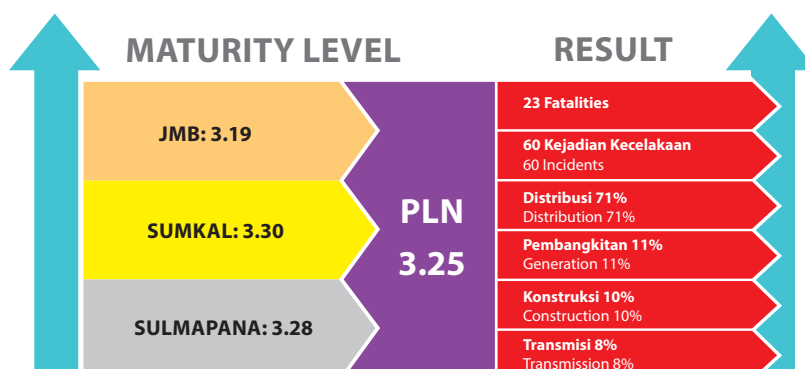 MATURITY LEVEL
RESULT
JMB: 3.19
SUMKAL: 3.30
SULMAPANA: 3.28
PLN
3.25
23 Fatalities
60 Kejadian Kecelakaan
60 Incidents
Distribusi 71%
Distribution 71%
Pembangkitan 11%
Generation 11%
Konstruksi 10%
Construction 10%
Transmisi 8%
Transmission 8%